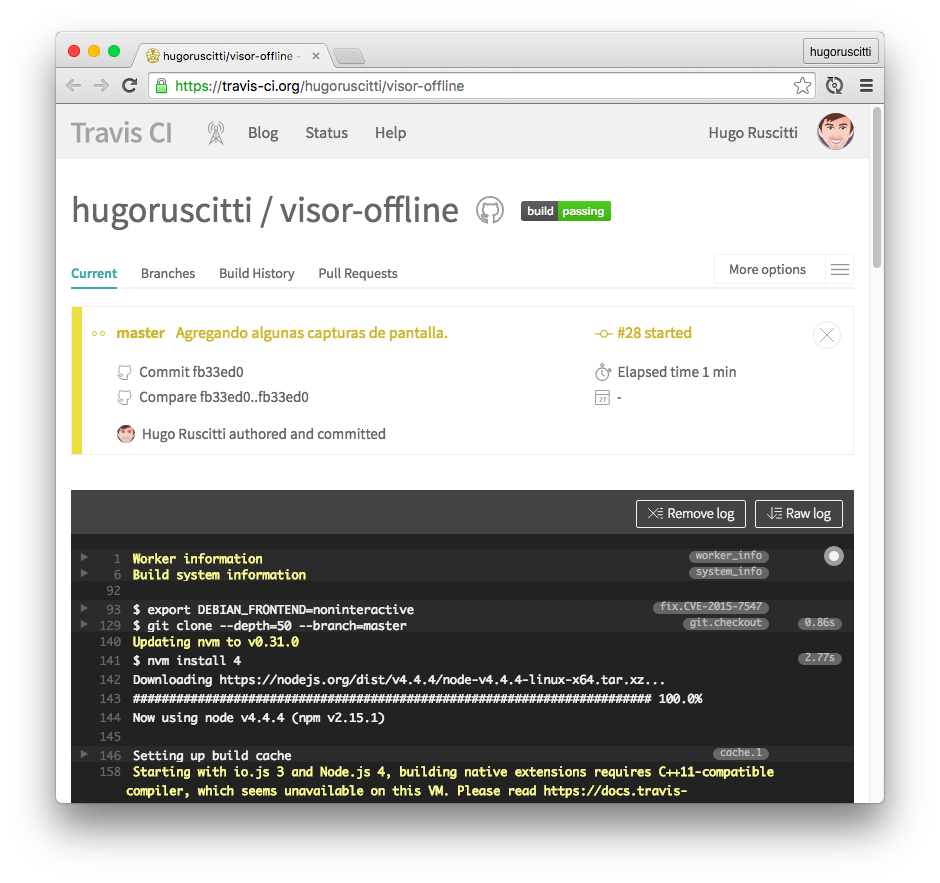 hugoruscitti/visor-offline -
hugoruscitti
https://travis-ci.org/hugoruscitti/visor-offline
Travis CI Blog Status Help Hugo Ruscitti
hugoruscitti / visor-offline build passing
Current Branches Build History Pull Requests More options
master Agregando algunas capturas de pantalla. #28 started
Commit fb33ed0 Elapsed time 1 min
Compare fb33ed0..fb33ed0 27 -
Hugo Ruscitti authored and committed
Remove log Raw log
1 Worker information worker_info
6 Build system information system_info
92
93 $ export DEBIAN_FRONTEND=noninteractive fix.CVE-2015-7547
129 $ git clone --depth=50 --branch=master git.checkout 0.86s
140 Updating nvm to v0.31.0
141 $ nvm install 4 2.77s
142 Downloading https://nodejs.org/dist/v4.4.4/node-v4.4.4-linux-x64.tar.xz...
143 ######################################################################## 100.0%
144 Now using node v4.4.4 (npm v2.15.1)
145
146 Setting up build cache cache.1
158 Starting with io.js 3 and Node.js 4, building native extensions requires C++11-compatible
compiler, which seems unavailable on this VM. Please read https://docs.travis-